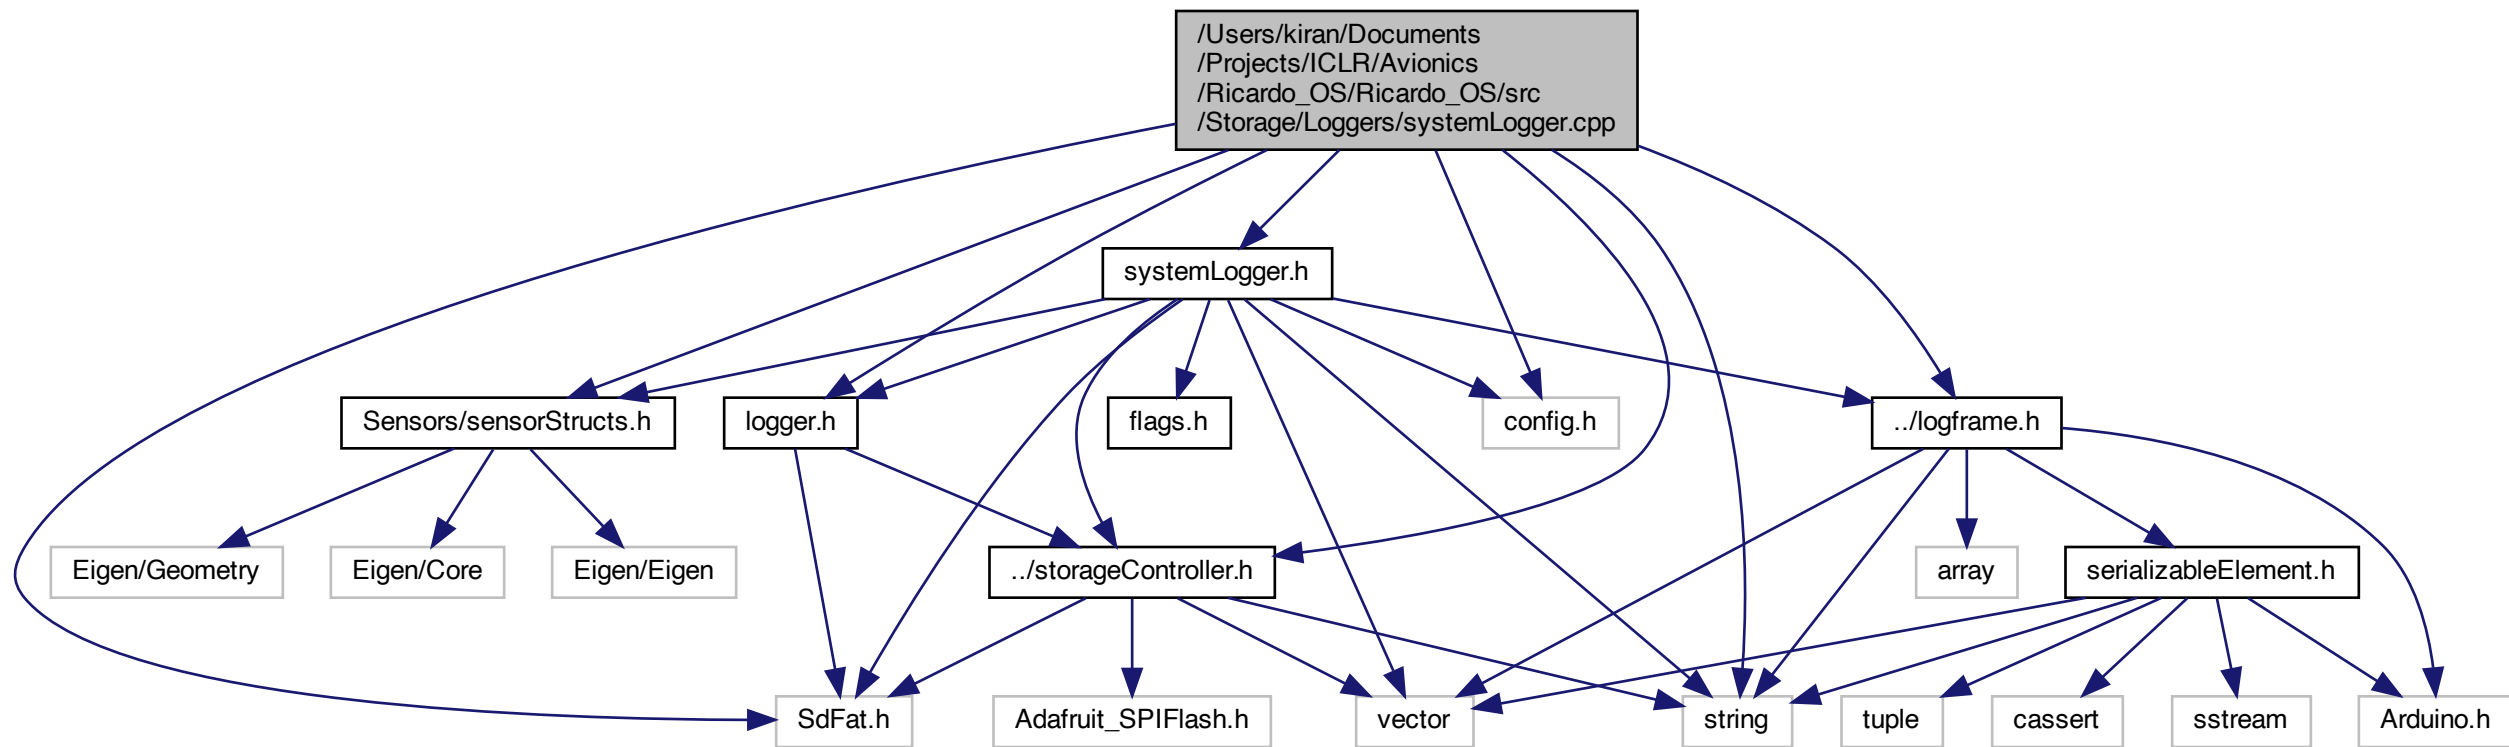 /Users/kiran/Documents
/Projects/ICLR/Avionics
/Ricardo_OS/Ricardo_OS/src
/Storage/Loggers/systemLogger.cpp
systemLogger.h
Sensors/sensorStructs.h
logger.h
flags.h
config.h
../logframe.h
Eigen/Geometry
Eigen/Core
Eigen/Eigen
../storageController.h
array
serializableElement.h
SdFat.h
Adafruit_SPIFlash.h
vector
string
tuple
cassert
sstream
Arduino.h